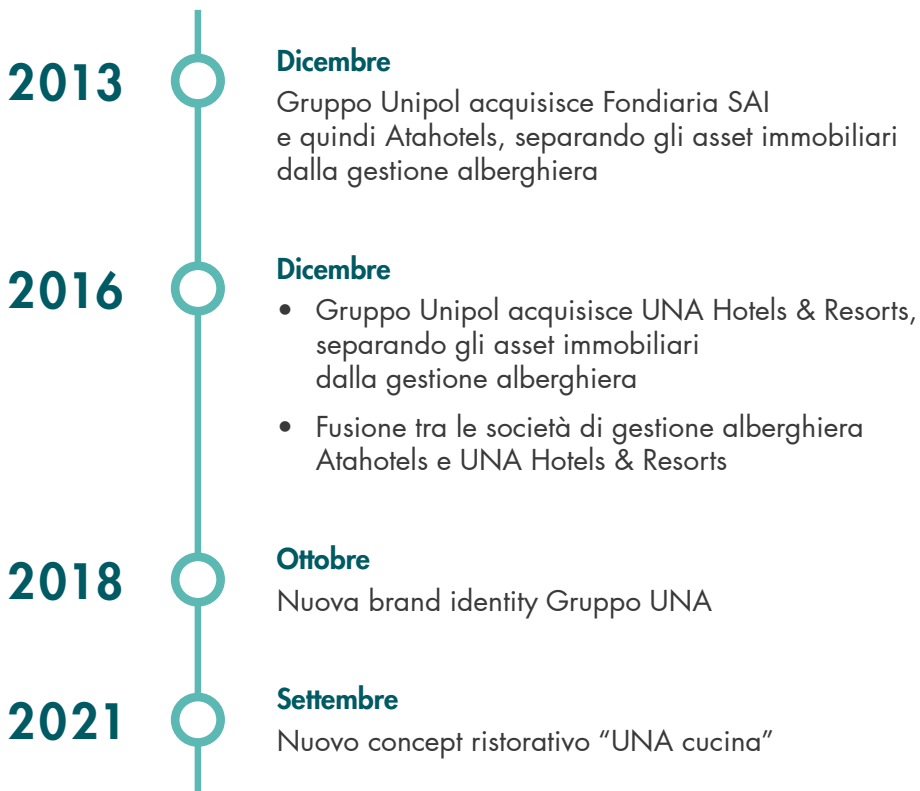 2013
Dicembre
Gruppo Unipol acquisisce Fondiaria SAI
e quindi Atahotels, separando gli asset immobiliari
dalla gestione alberghiera
2016
Dicembre
• Gruppo Unipol acquisisce UNA Hotels & Resorts,
separando gli asset immobiliari
dalla gestione alberghiera
• Fusione tra le società di gestione alberghiera
Atahotels e UNA Hotels & Resorts
2018
Ottobre
Nuova brand identity Gruppo UNA
2021
Settembre
Nuovo concept ristorativo “UNA cucina”